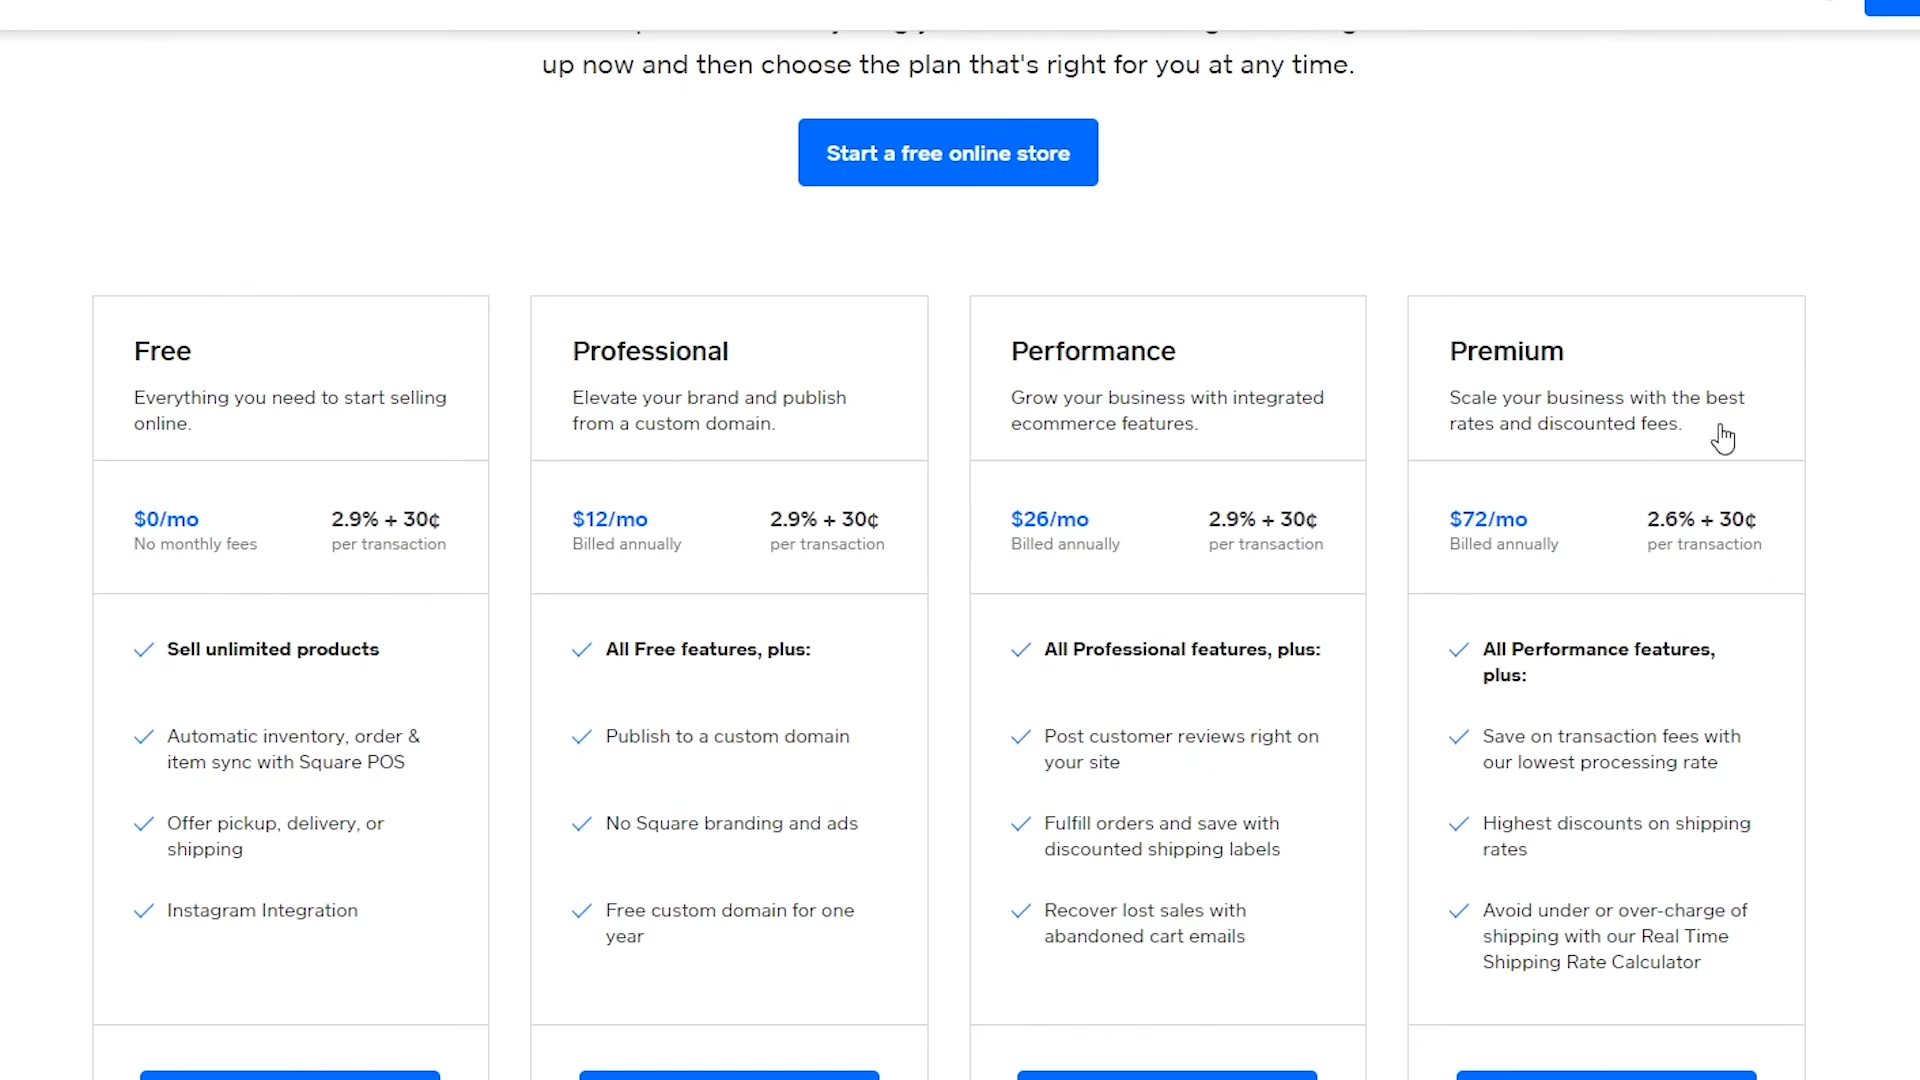 up now and then choose the plan that's right for you at any time.
Start a free online store
Free
Everything you need to start selling
online.
$0/mo
No monthly fees
2.9% + 30¢
per transaction
Sell unlimited products
Automatic inventory, order &
item sync with Square POS
Offer pickup, delivery, or
shipping
Instagram Integration
Professional
Elevate your brand and publish
from a custom domain.
$12/mo
Billed annually
2.9% + 30¢
per transaction
All Free features, plus:
Publish to a custom domain
No Square branding and ads
Free custom domain for one
year
Performance
Grow your business with integrated
ecommerce features.
$26/mo
Billed annually
2.9% + 30¢
per transaction
All Professional features, plus:
Post customer reviews right on
your site
Fulfill orders and save with
discounted shipping labels
Recover lost sales with
abandoned cart emails
Premium
Scale your business with the best
rates and discounted fees.
$72/mo
Billed annually
2.6% + 30¢
per transaction
All Performance features,
plus:
Save on transaction fees with
our lowest processing rate
Highest discounts on shipping
rates
Avoid under or over-charge of
shipping with our Real Time
Shipping Rate Calculator